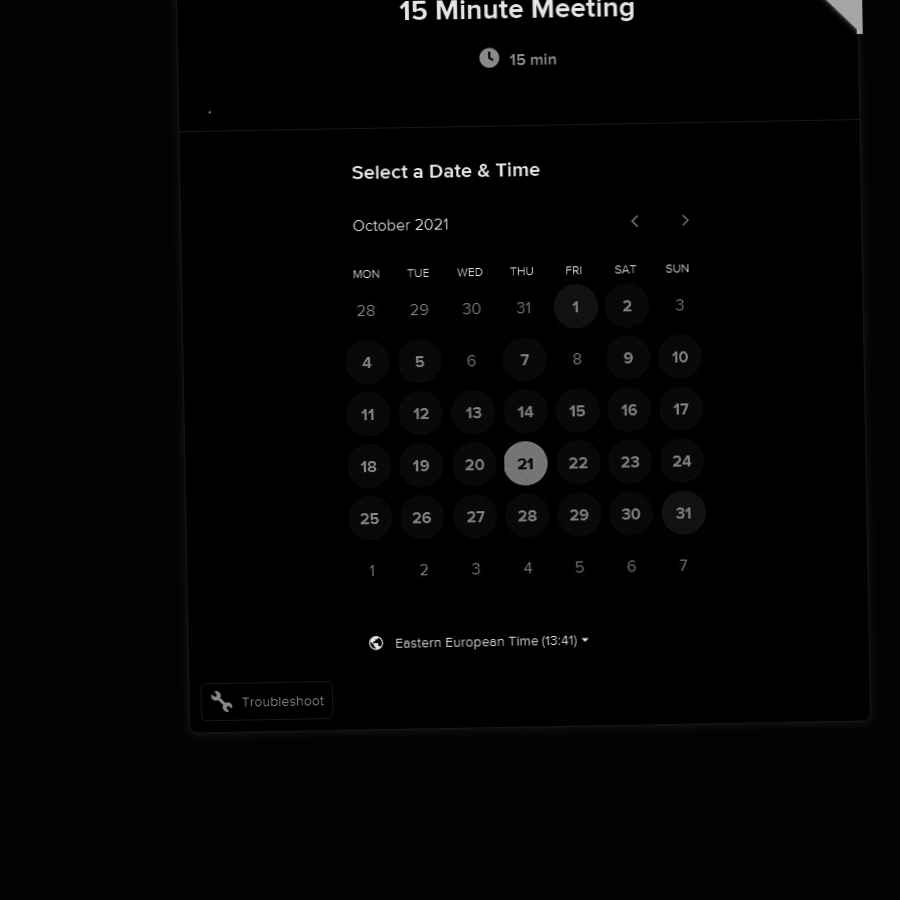 15 Minute Meeting
15 min
.
Select a Date & Time
October 2021
MON TUE WED THU FRI SAT SUN
28 29 30 31 1 2 3
4 5 6 7 8 9 10
11 12 13 14 15 16 17
18 19 20 21 22 23 24
25 26 27 28 29 30 31
1 2 3 4 5 6 7
Eastern European Time (13:41)
Troubleshoot